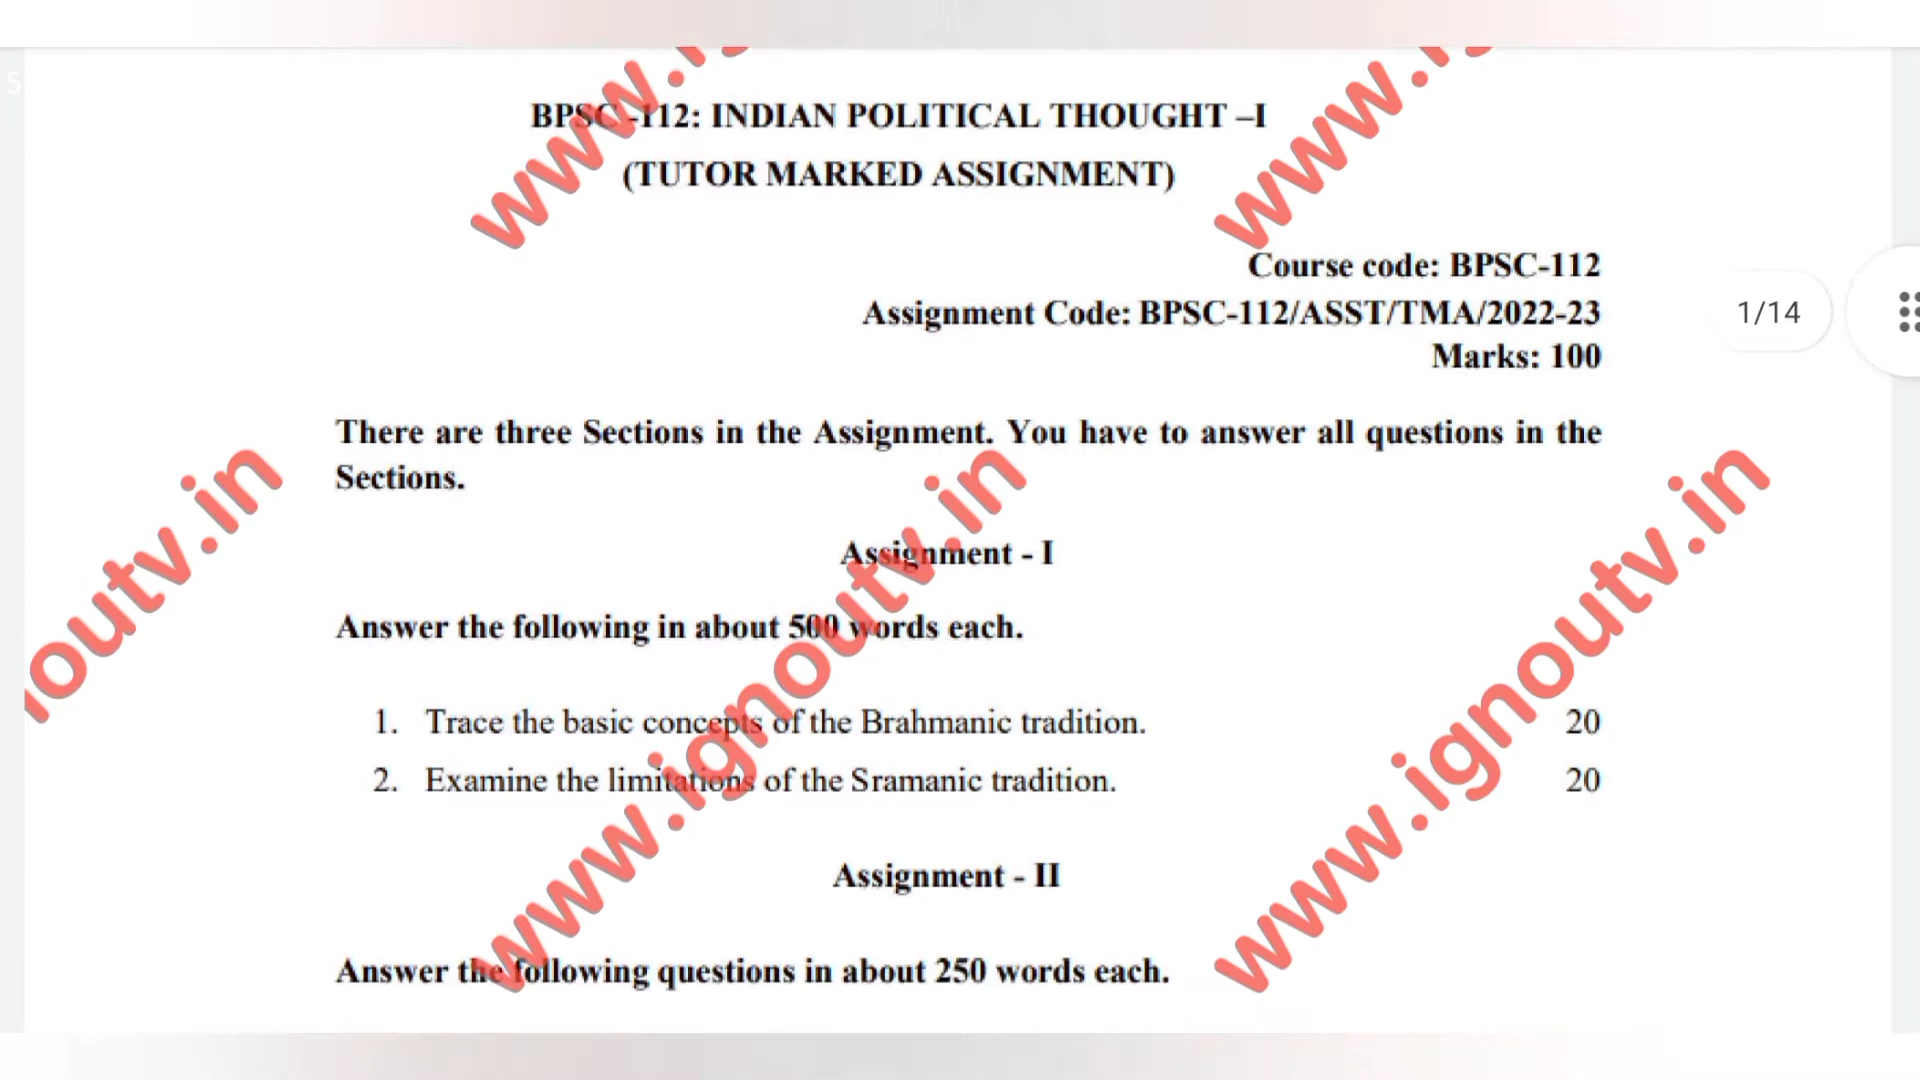 BPSC -112: INDIAN POLITICAL THOUGHT –I
(TUTOR MARKED ASSIGNMENT)
Course code: BPSC-112
Assignment Code: BPSC-112/ASST/TMA/2022-23
1/14
Marks: 100
There are three Sections in the Assignment. You have to answer all questions in the
Sections.
Assignment - I
Answer the following in about 500 words each.
1. Trace the basic concepts of the Brahmanic tradition. 20
2. Examine the limitations of the Sramanic tradition. 20
Assignment - II
Answer the following questions in about 250 words each.
www.i
www.i
noutv.in
www.ignoutv.in
www.ignoutv.in
5